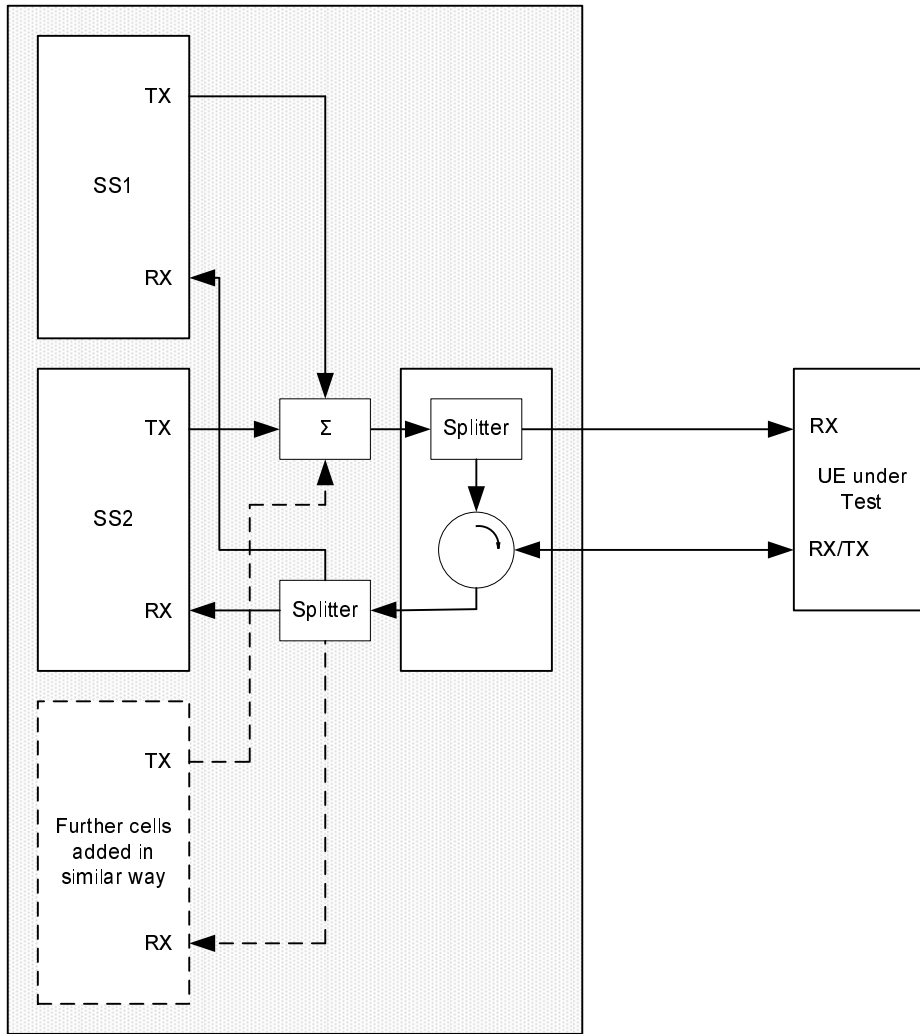 TX
SS1
RX
TX
SS2
RX
Σ
Splitter
Splitter
RX
UE under
Test
RX/TX
TX
Further cells
added in
similar way
RX